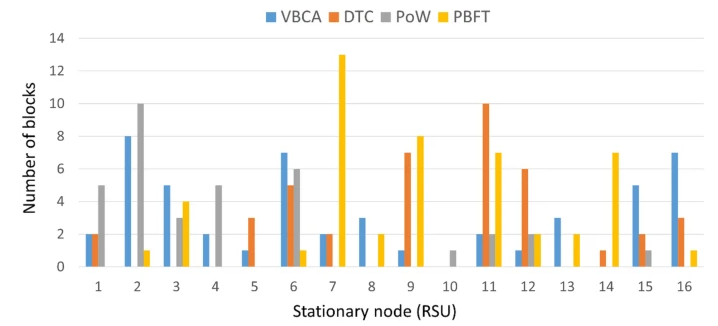 VBCA DTC PoW PBFT
14
12
10
8
6
4
2
0
Number of blocks
1 2 3 4 5 6 7 8 9 10 11 12 13 14 15 16
Stationary node (RSU)